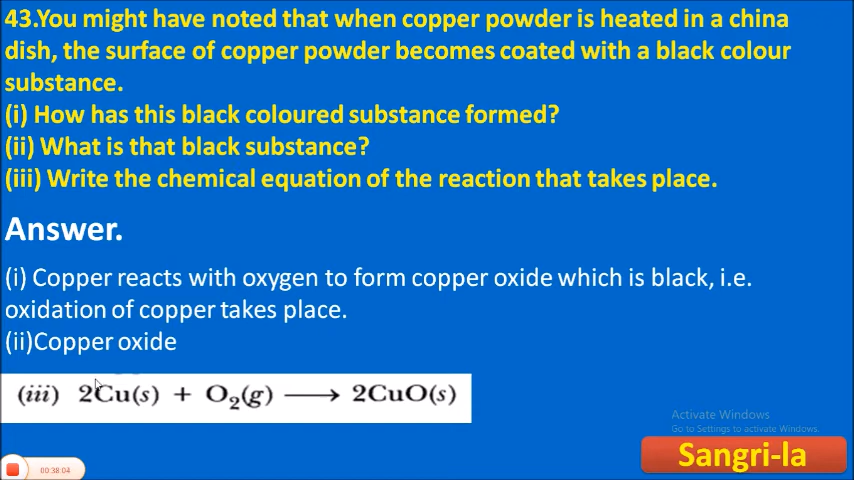 43.You might have noted that when copper powder is heated in a china
dish, the surface of copper powder becomes coated with a black colour
substance.
(i) How has this black coloured substance formed?
(ii) What is that black substance?
(iii) Write the chemical equation of the reaction that takes place.
Answer.
(i) Copper reacts with oxygen to form copper oxide which is black, i.e.
oxidation of copper takes place.
(ii)Copper oxide
(iii) 2Cu(s) + O₂(g) ⟶ 2CuO(s)
Activate Windows
Go to Settings to activate Windows.
Sangri-la
00:38:04